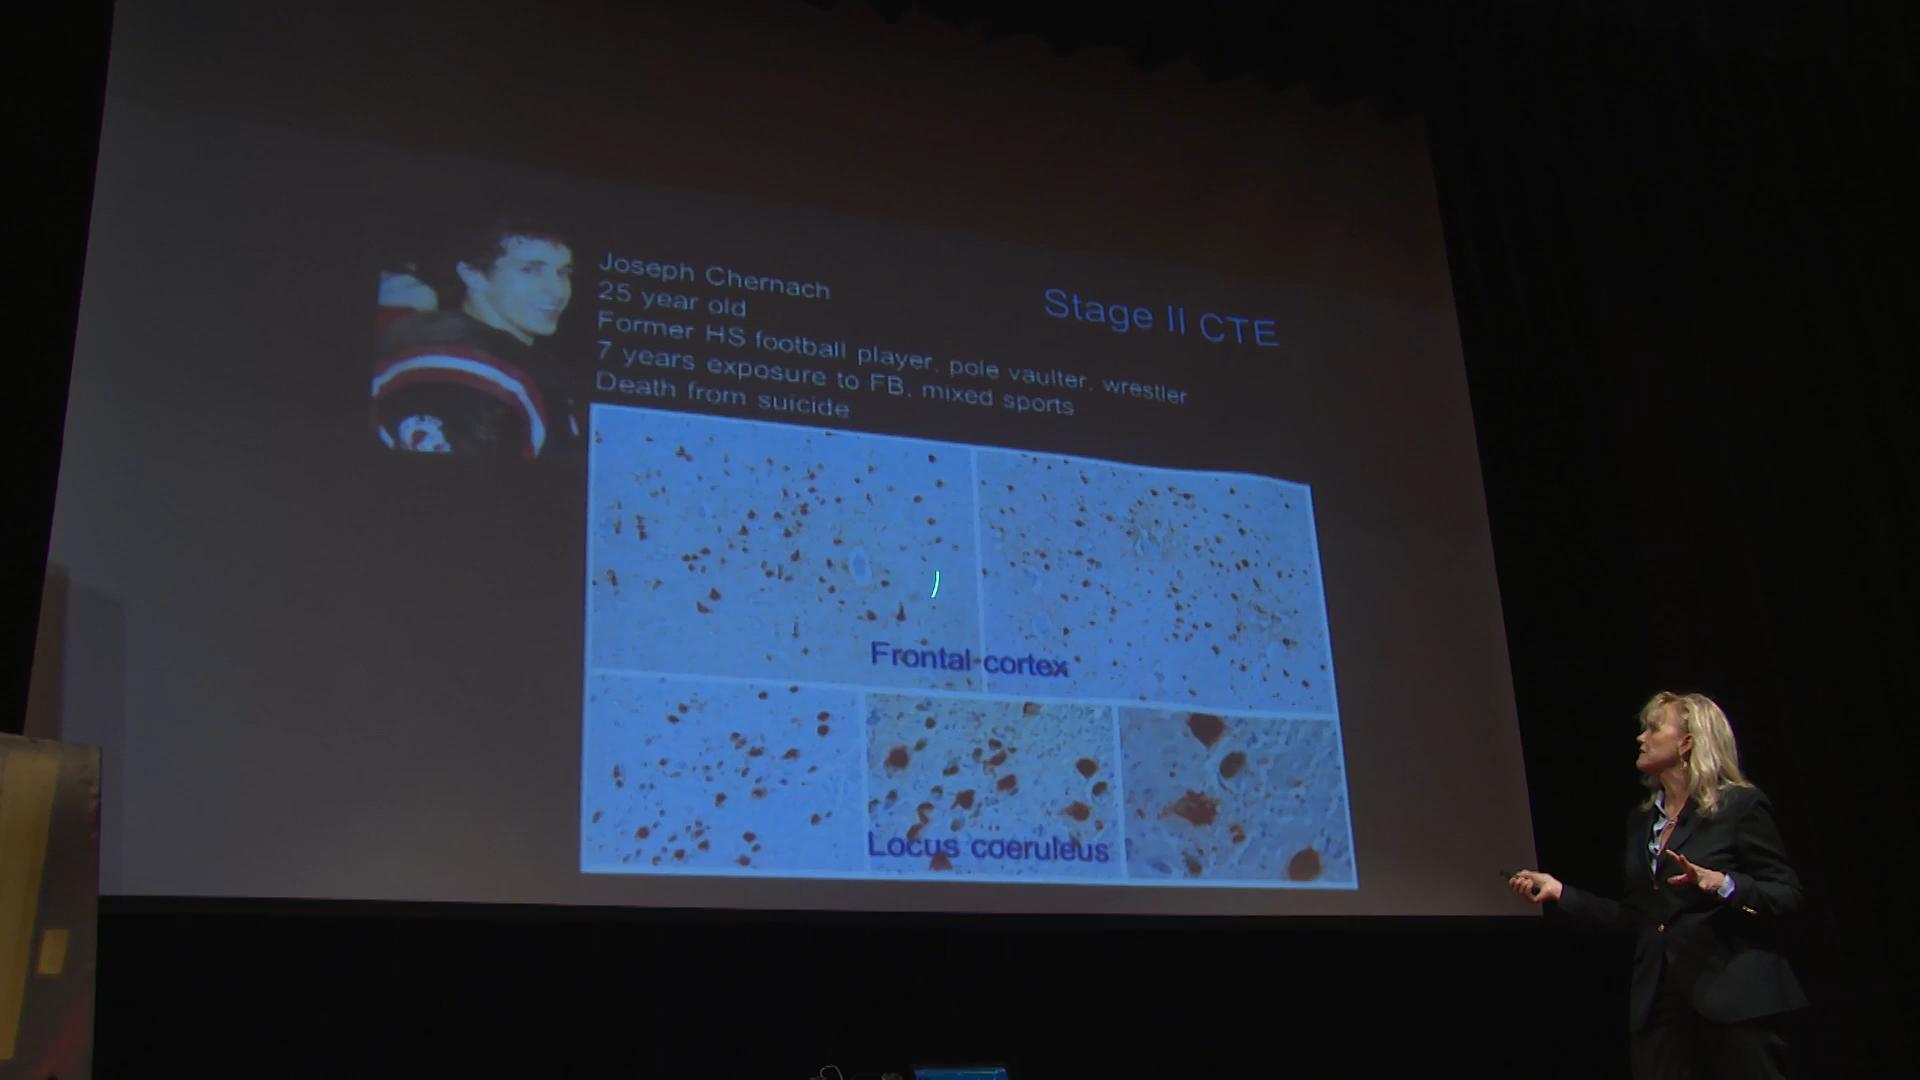 Joseph Chernach
25 year old
Former HS football player, pole vaulter, wrestler
7 years exposure to FB, mixed sports
Death from suicide
Stage II CTE
Frontal cortex
Locus coeruleus